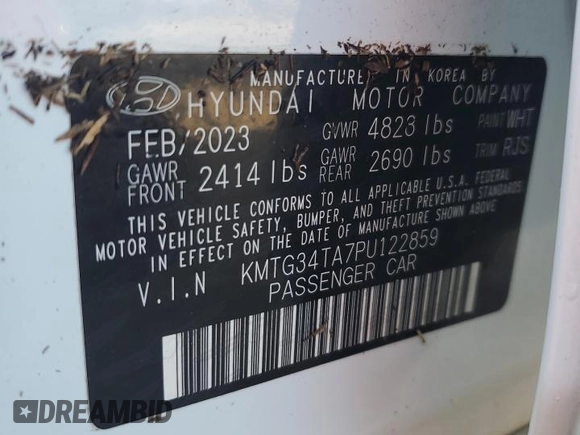 MANUFACTURED IN KOREA BY
HYUNDAI MOTOR COMPANY
FEB/2023 GVWR 4823 lbs PAINT WHT
GAWR FRONT 2414 lbs GAWR REAR 2690 lbs TRIM RJS
THIS VEHICLE CONFORMS TO ALL APPLICABLE U.S.A. FEDERAL
MOTOR VEHICLE SAFETY, BUMPER, AND THEFT PREVENTION STANDARDS
IN EFFECT ON THE DATE OF MANUFACTURE SHOWN ABOVE
V.I.N KMTG34TA7PU122859
PASSENGER CAR
DREAMBID